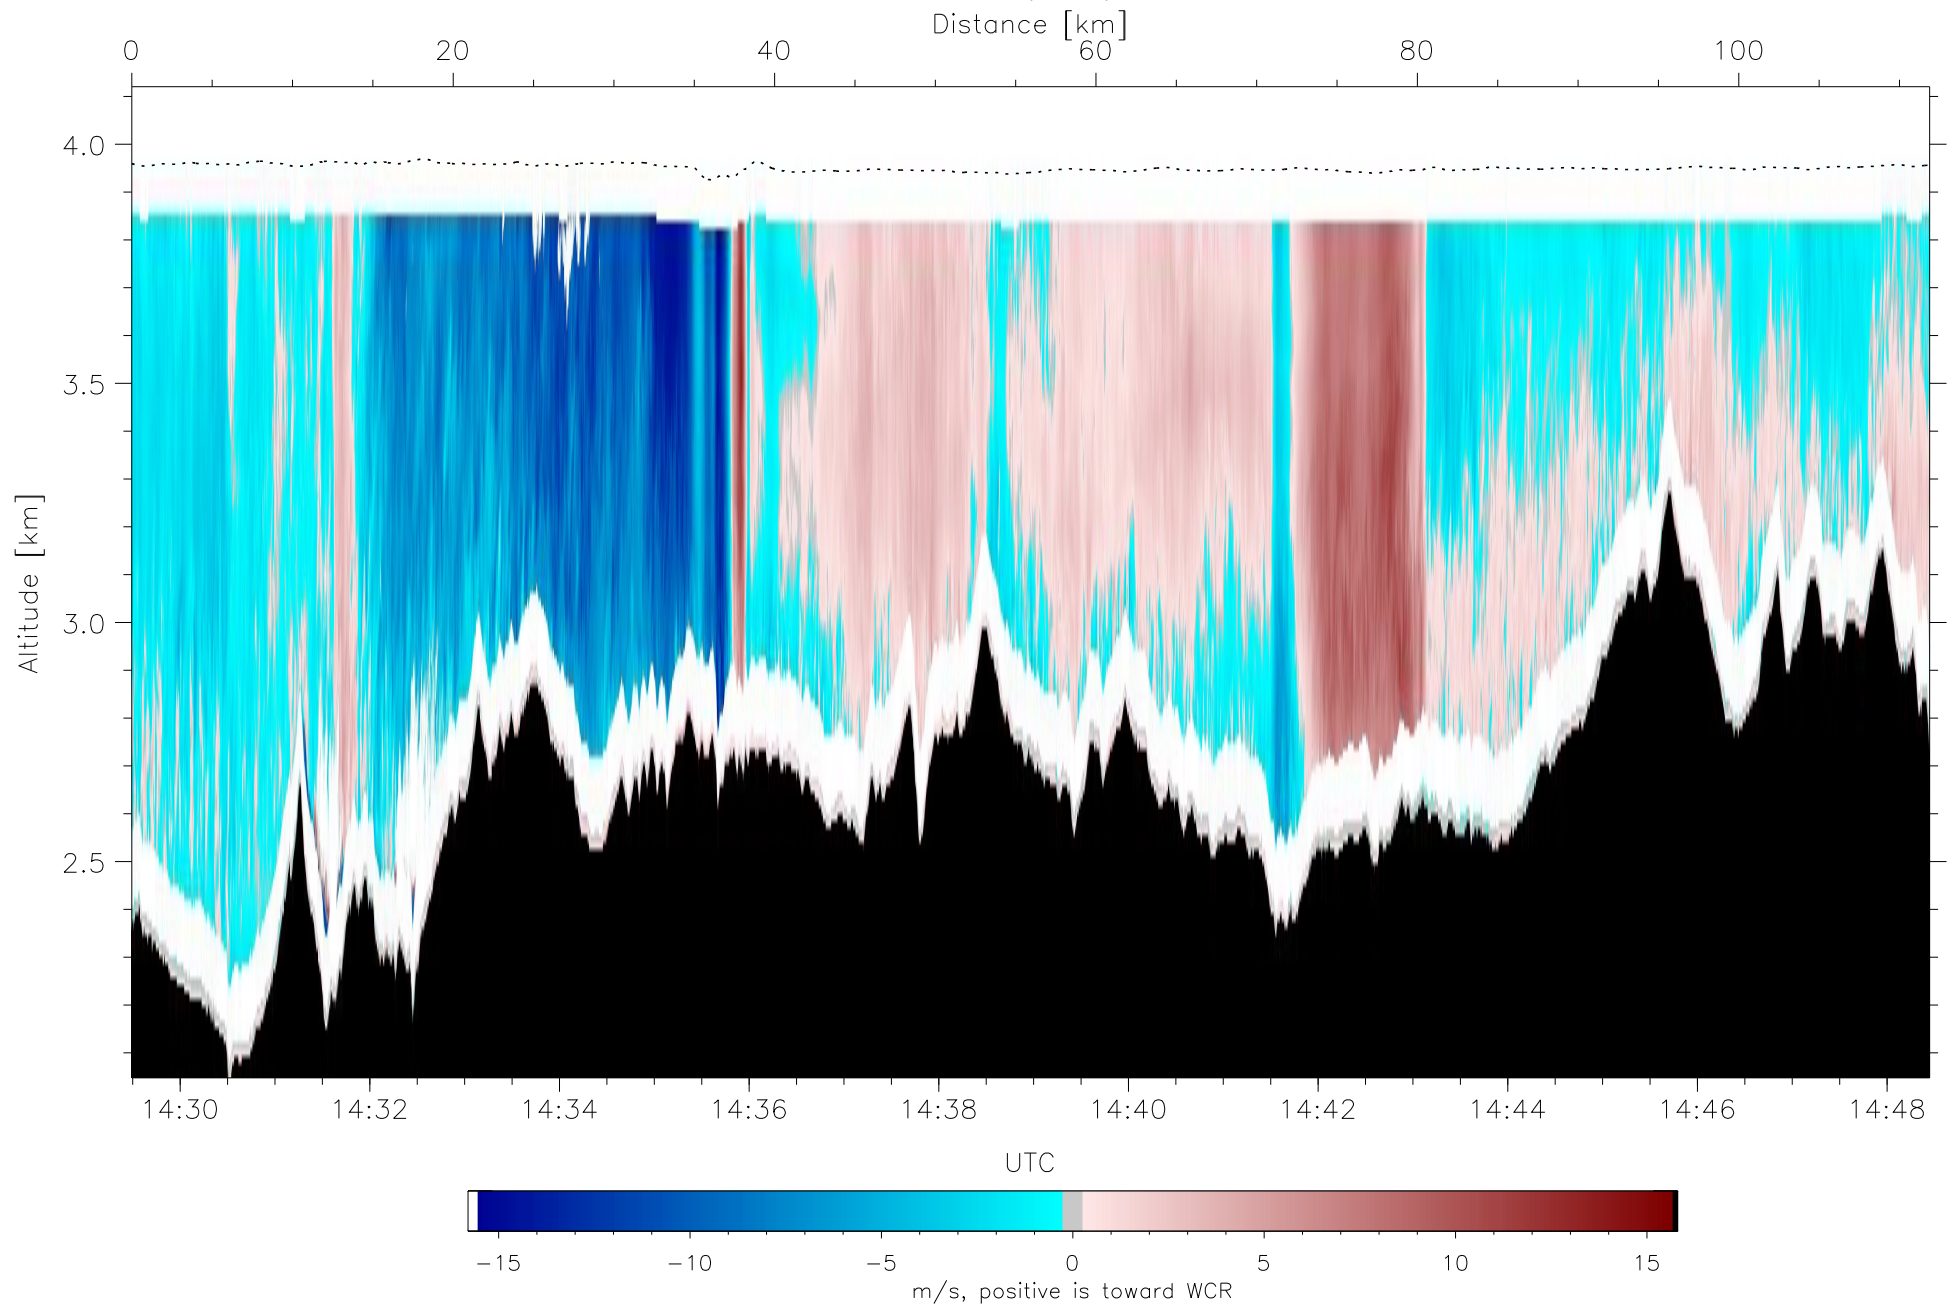 Distance [km]
0 20 40 60 80 100
4.0
3.5
3.0
2.5
Altitude [km]
14:30 14:32 14:34 14:36 14:38 14:40 14:42 14:44 14:46 14:48
UTC
−15 −10 −5 0 5 10 15
m/s, positive is toward WCR